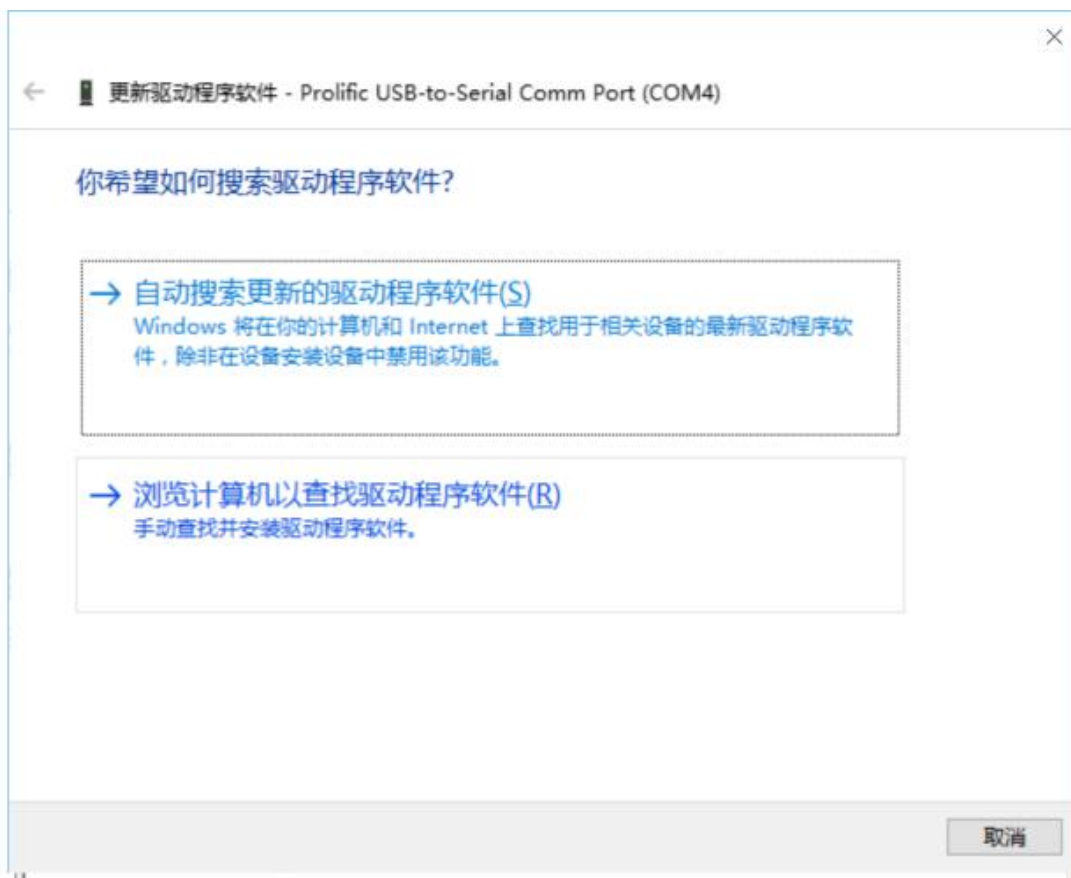 更新驱动程序软件 - Prolific USB-to-Serial Comm Port (COM4)
你希望如何搜索驱动程序软件?
自动搜索更新的驱动程序软件(S)
Windows 将在你的计算机和 Internet 上查找用于相关设备的最新驱动程序软
件，除非在设备安装设备中禁用该功能。
浏览计算机以查找驱动程序软件(R)
手动查找并安装驱动程序软件。
取消